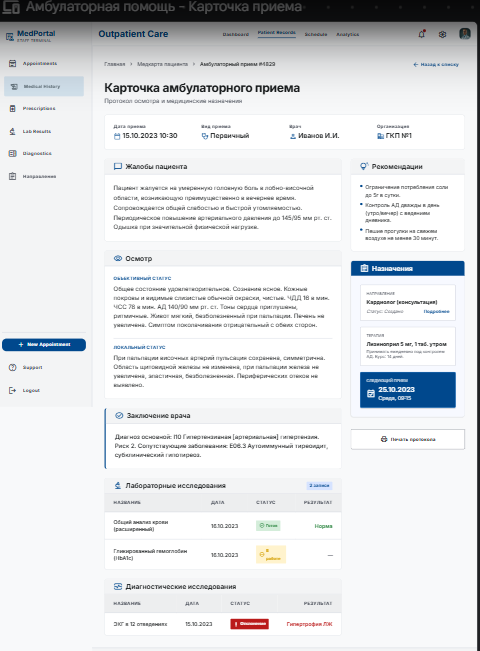 Амбулаторная помощь - Карточка приема
MedPortal
STAFF TERMINAL
Outpatient Care
Dashboard
Patient Records
Schedule
Analytics
Appointments
Medical History
Prescriptions
Lab Results
Diagnostics
Направления
New Appointment
Support
Logout
Главная › Медкарта пациента › Амбулаторный прием #4829
← Назад к списку
Карточка амбулаторного приема
Протокол осмотра и медицинские назначения
Дата приема
15.10.2023 10:30
Вид приема
Первичный
Врач
Иванов И.И.
Организация
ГКП №1
Жалобы пациента
Пациент жалуется на умеренную головную боль в лобно-височной
области, возникающую преимущественно в вечернее время.
Сопровождается общей слабостью и быстрой утомляемостью.
Периодическое повышение артериального давления до 145/95 мм рт. ст.
Одышка при значительной физической нагрузке.
Осмотр
ОБЪЕКТИВНЫЙ СТАТУС
Общее состояние удовлетворительное. Сознание ясное. Кожные
покровы и видимые слизистые обычной окраски, чистые. ЧДД 16 в мин.
ЧСС 76 в мин. АД 140/90 мм рт. ст. Тоны сердца приглушены,
ритмичные. Живот мягкий, безболезненный при пальпации. Печень не
увеличена. Симптом поколачивания отрицательный с обеих сторон.
ЛОКАЛЬНЫЙ СТАТУС
При пальпации височных артерий пульсация сохранена, симметрична.
Область щитовидной железы не изменена, при пальпации железа не
увеличена, эластичная, безболезненная. Периферических отеков не
выявлено.
Заключение врача
Диагноз основной: I10 Гипертензивная [артериальная] гипертензия.
Риск 2. Сопутствующие заболевания: E06.3 Аутоиммунный тиреоидит,
субклинический гипотиреоз.
Лабораторные исследования
2 записи
НАЗВАНИЕ
ДАТА
СТАТУС
РЕЗУЛЬТАТ
Общий анализ крови
(расширенный)
16.10.2023
Готово
Норма
Гликированный гемоглобин
(HbA1c)
16.10.2023
В
работе
—
Диагностические исследования
НАЗВАНИЕ
ДАТА
СТАТУС
РЕЗУЛЬТАТ
ЭКГ в 12 отведениях
15.10.2023
Гипертрофия ЛЖ
Рекомендации
• Ограничение потребления соли
до 5г в сутки.
• Контроль АД дважды в день
(утро/вечер) с ведением
дневника.
• Пешие прогулки на свежем
воздухе не менее 30 минут.
Назначения
НАПРАВЛЕНИЕ
Кардиолог (консультация)
Статус: Создано
Подробнее
ТЕРАПИЯ
Лизиноприл 5 мг, 1 таб. утром
Принимать ежедневно под контролем
АД. Курс: 14 дней.
СЛЕДУЮЩИЙ ПРИЕМ
25.10.2023
Среда, 09:15
Печать протокола